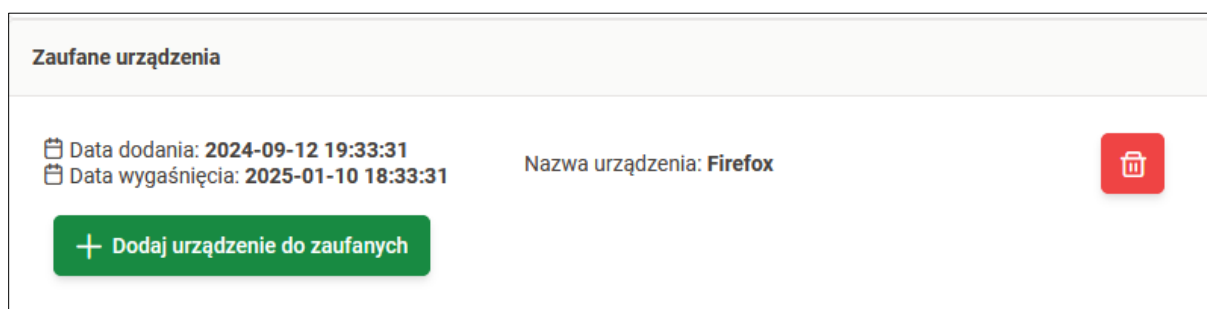 Zaufane urządzenia
Data dodania: 2024-09-12 19:33:31
Data wygaśnięcia: 2025-01-10 18:33:31
Nazwa urządzenia: Firefox
Dodaj urządzenie do zaufanych